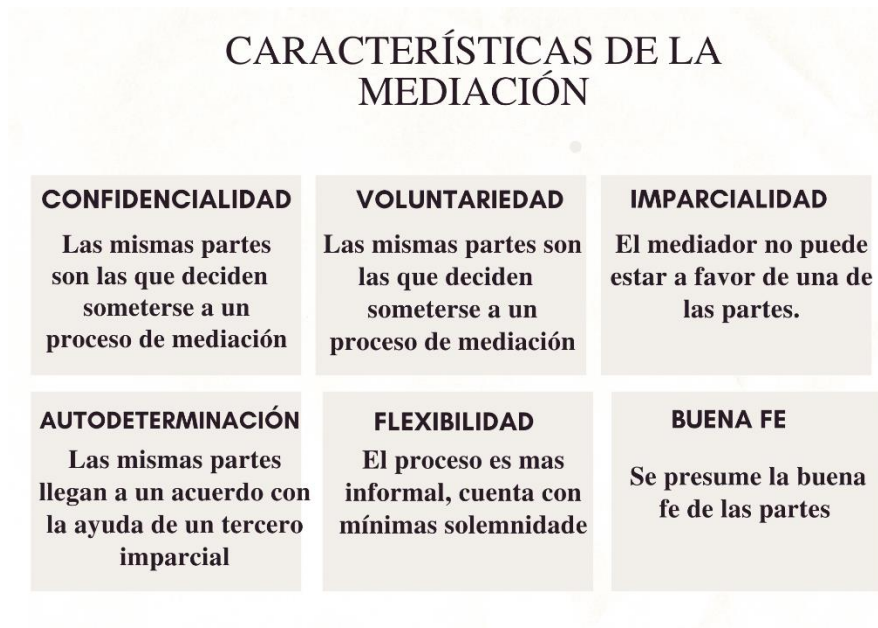 CARACTERÍSTICAS DE LA
MEDIACIÓN
CONFIDENCIALIDAD
Las mismas partes
son las que deciden
someterse a un
proceso de mediación
VOLUNTARIEDAD
Las mismas partes son
las que deciden
someterse a un
proceso de mediación
IMPARCIALIDAD
El mediador no puede
estar a favor de una de
las partes.
AUTODETERMINACIÓN
Las mismas partes
llegan a un acuerdo con
la ayuda de un tercero
imparcial
FLEXIBILIDAD
El proceso es mas
informal, cuenta con
mínimas solemnidade
BUENA FE
Se presume la buena
fe de las partes